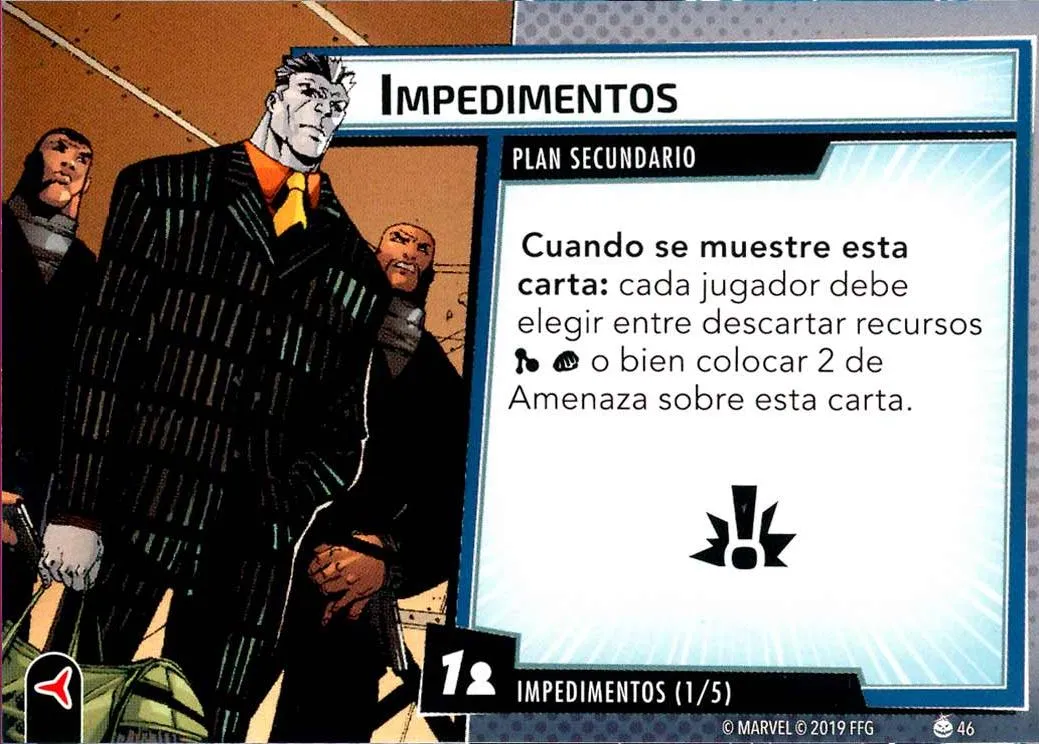 IMPEDIMENTOS
PLAN SECUNDARIO
Cuando se muestre esta
carta: cada jugador debe
elegir entre descartar recursos
o bien colocar 2 de
Amenaza sobre esta carta.
1
IMPEDIMENTOS (1/5)
© MARVEL © 2019 FFG
46